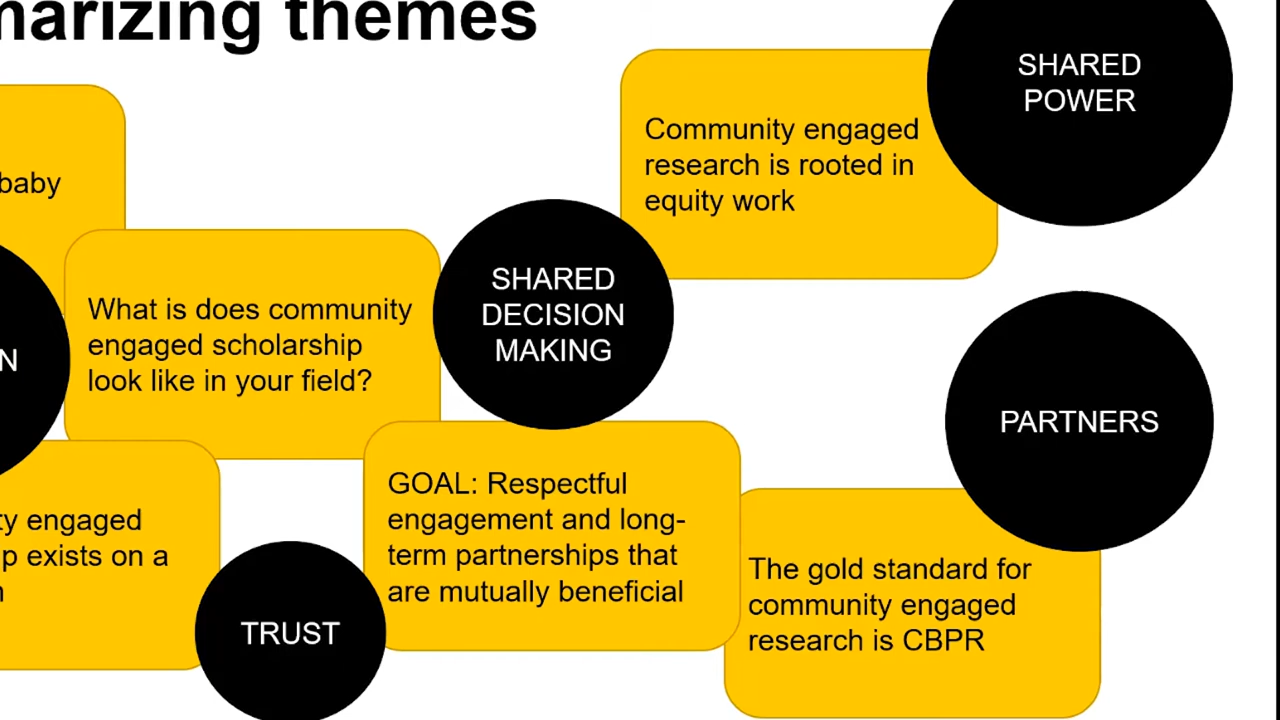 marizing themes
SHARED
POWER
Community engaged
research is rooted in
equity work
baby
SHARED
DECISION
MAKING
What is does community
engaged scholarship
look like in your field?
N
PARTNERS
GOAL: Respectful
engagement and long-
term partnerships that
are mutually beneficial
ty engaged
p exists on a
The gold standard for
community engaged
research is CBPR
TRUST